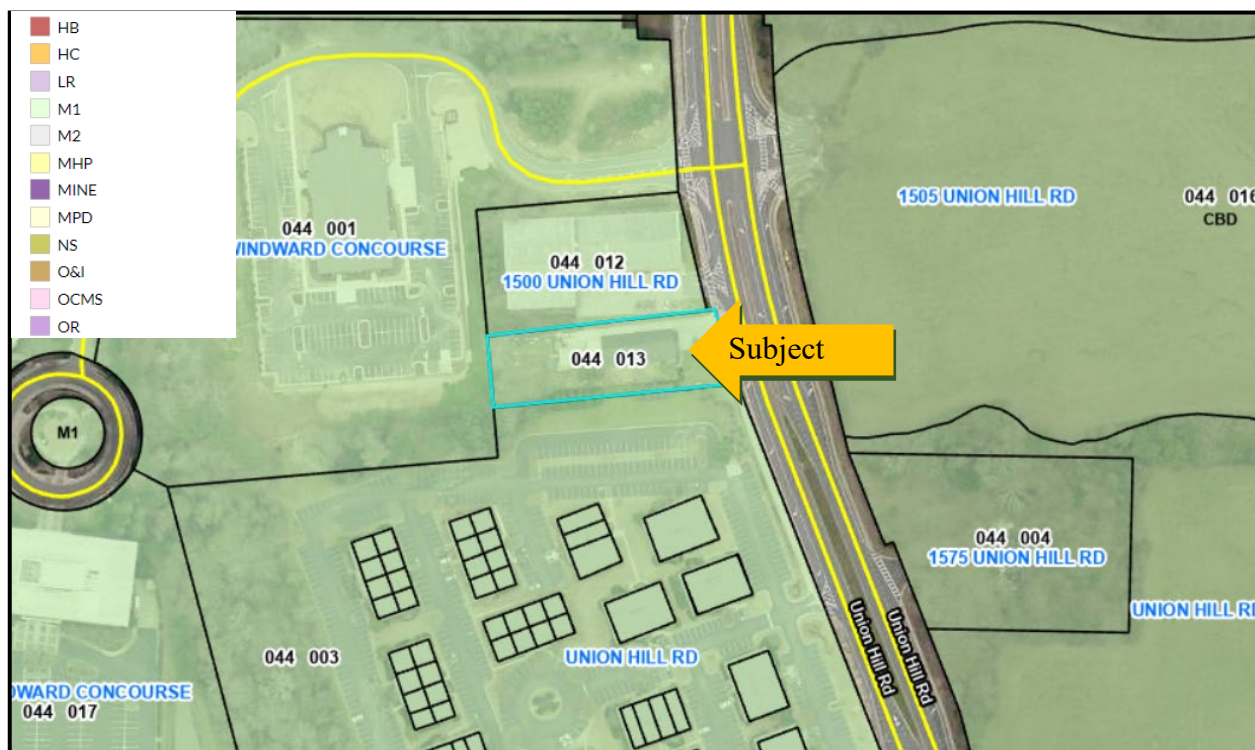 HB
HC
LR
M1
M2
MHP
MINE
MPD
NS
O&I
OCMS
OR
044 001
WINDWARD CONCOURSE
044 012
1500 UNION HILL RD
044 013
Subject
1505 UNION HILL RD
044 016
CBD
M1
044 004
1575 UNION HILL RD
UNION HILL RD
044 003
UNION HILL RD
Union Hill Rd
Union Hill Rd
DWARD CONCOURSE
044 017